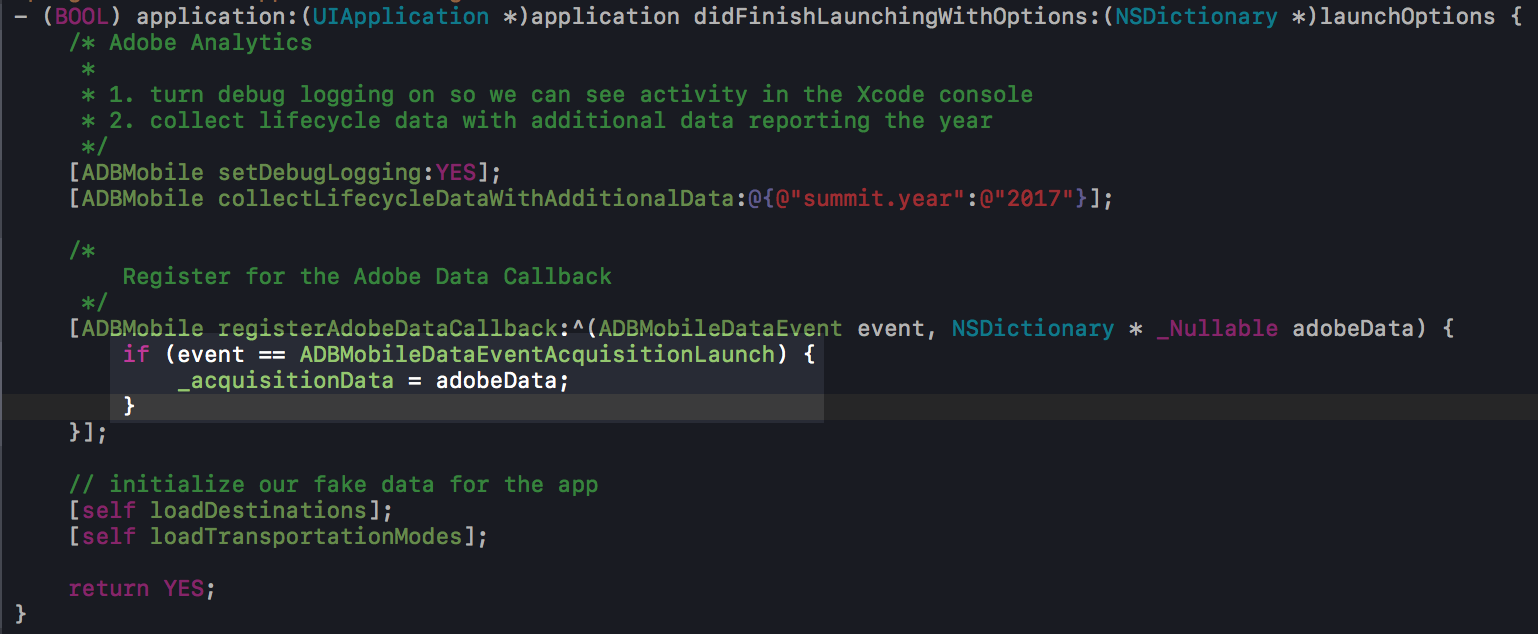 - (BOOL) application:(UIApplication *)application didFinishLaunchingWithOptions:(NSDictionary *)launchOptions {
    /* Adobe Analytics
     *
     * 1. turn debug logging on so we can see activity in the Xcode console
     * 2. collect lifecycle data with additional data reporting the year
     */
    [ADBMobile setDebugLogging:YES];
    [ADBMobile collectLifecycleDataWithAdditionalData:@{@"summit.year":@"2017"}];

    /*
        Register for the Adobe Data Callback
     */
    [ADBMobile registerAdobeDataCallback:^(ADBMobileDataEvent event, NSDictionary * _Nullable adobeData) {
        if (event == ADBMobileDataEventAcquisitionLaunch) {
            _acquisitionData = adobeData;
        }
    }];

    // initialize our fake data for the app
    [self loadDestinations];
    [self loadTransportationModes];

    return YES;
}